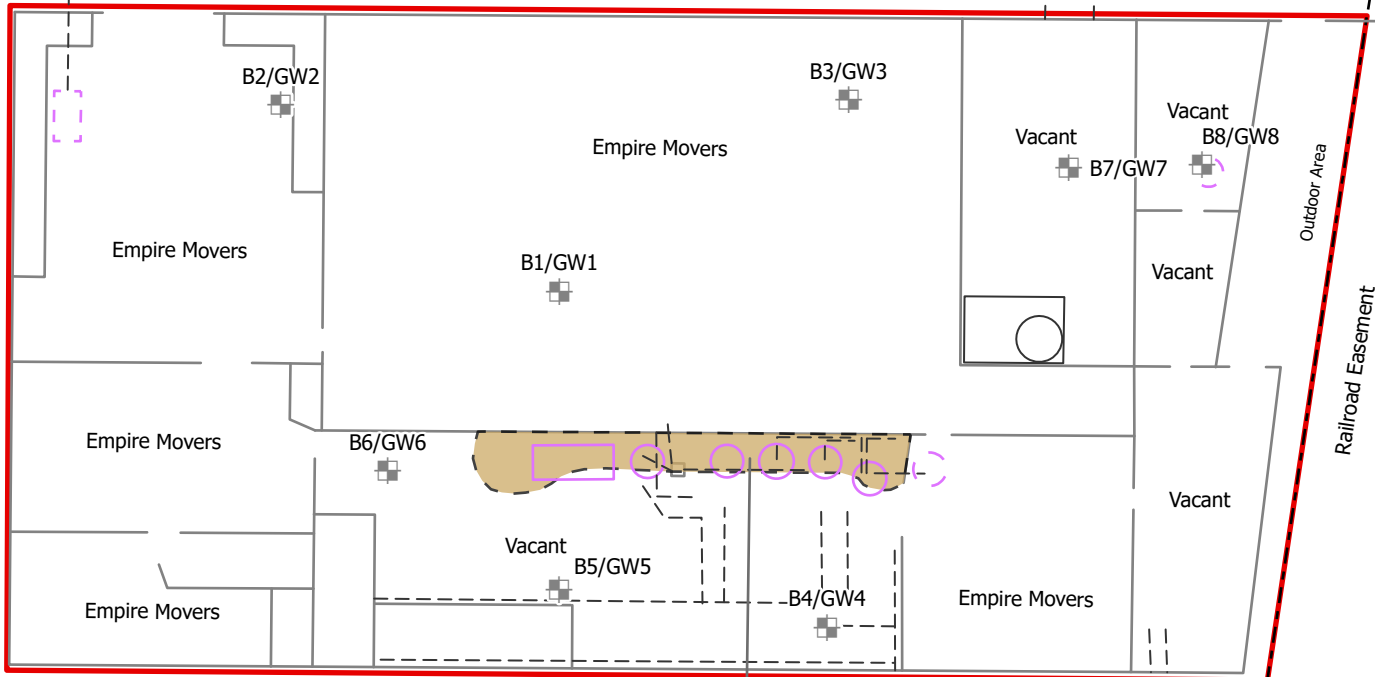 B2/GW2
B3/GW3
Vacant
B8/GW8
Vacant
B7/GW7
Empire Movers
Outdoor Area
Empire Movers
B1/GW1
Vacant
Railroad Easement
Empire Movers
B6/GW6
Vacant
Vacant
B5/GW5
B4/GW4
Empire Movers
Empire Movers